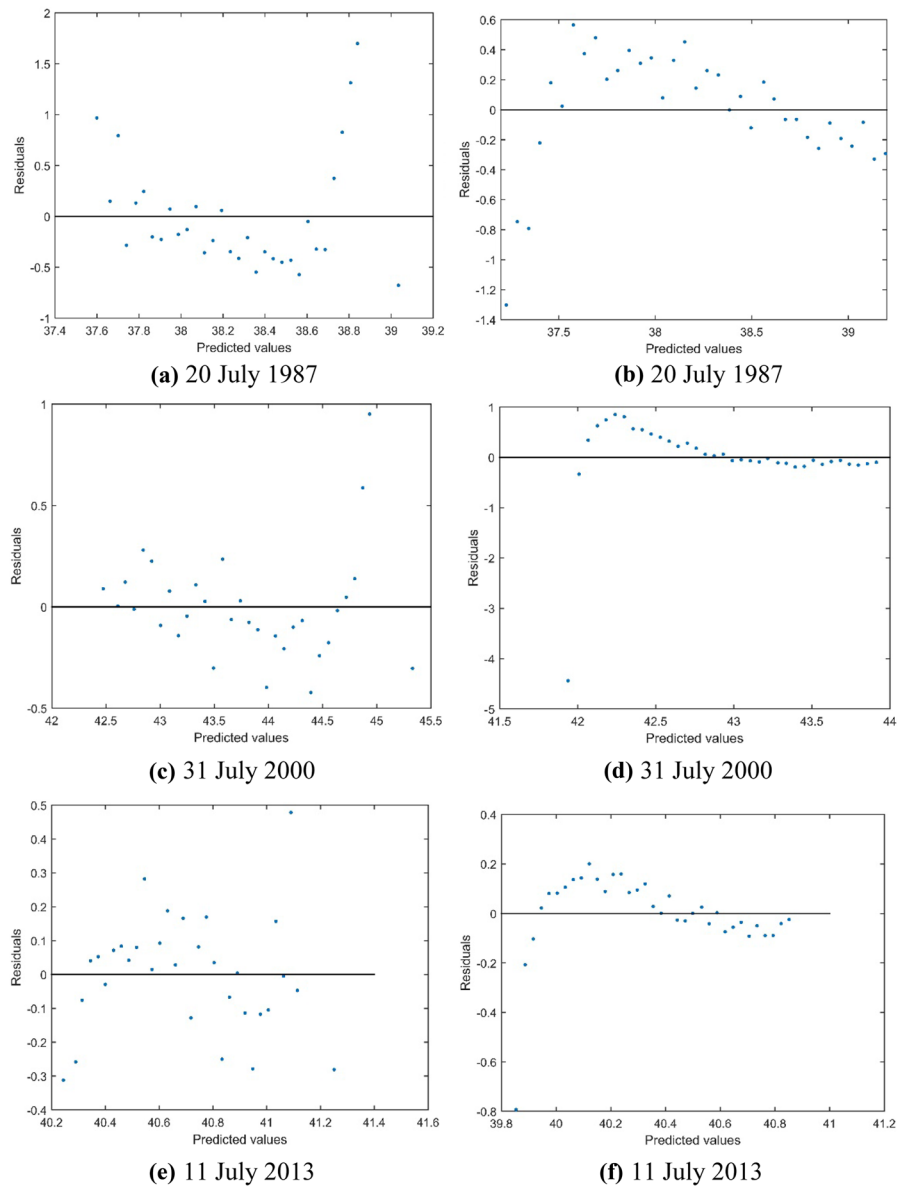 2
1.5
1
0.5
0
-0.5
-1
Residuals
37.4 37.6 37.8 38 38.2 38.4 38.6 38.8 39 39.2
Predicted values
(a) 20 July 1987
0.6
0.4
0.2
0
-0.2
-0.4
-0.6
-0.8
-1
-1.2
-1.4
Residuals
37.5 38 38.5 39
Predicted values
(b) 20 July 1987
1
0.5
0
-0.5
Residuals
42 42.5 43 43.5 44 44.5 45 45.5
Predicted values
(c) 31 July 2000
1
0
-1
-2
-3
-4
-5
Residuals
41.5 42 42.5 43 43.5 44
Predicted values
(d) 31 July 2000
0.5
0.4
0.3
0.2
0.1
0
-0.1
-0.2
-0.3
-0.4
Residuals
40.2 40.4 40.6 40.8 41 41.2 41.4 41.6
Predicted values
(e) 11 July 2013
0.4
0.2
0
-0.2
-0.4
-0.6
-0.8
Residuals
39.8 40 40.2 40.4 40.6 40.8 41 41.2
Predicted values
(f) 11 July 2013